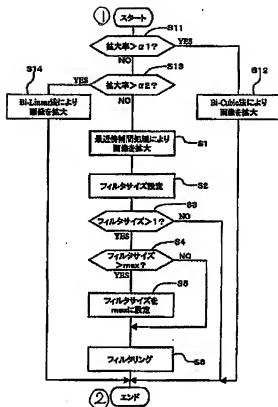 ①
スタート
S11
拡大率>α1?
YES
NO
S13
S14
YES
拡大率>α2?
S12
NO
Bi-Linear法により
画像を拡大
Bi-Cubic法により
画像を拡大
最近傍補間処理により
画像を拡大
S1
フィルタサイズ設定
S2
S3
フィルタサイズ>1?
NO
YES
S4
フィルタサイズ
>max?
NO
YES
S5
フィルタサイズを
maxに設定
フィルタリング
S6
②
エンド